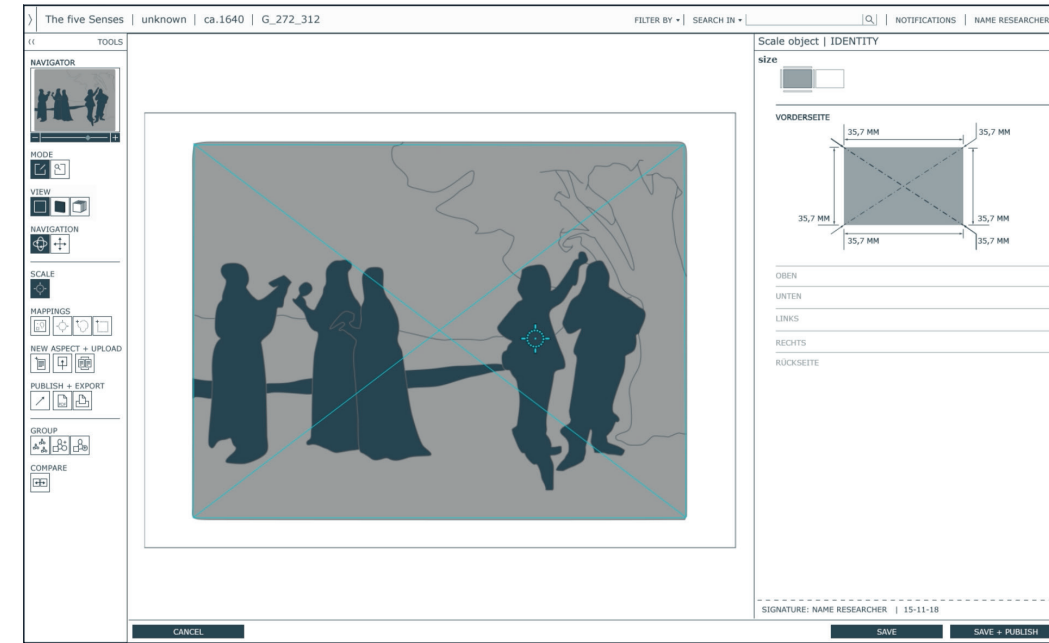 The five Senses | unknown | ca.1640 | G_272_312
FILTER BY ▾ | SEARCH IN ▾ | NOTIFICATIONS | NAME RESEARCHER
TOOLS
NAVIGATOR
MODE
VIEW
NAVIGATION
SCALE
MAPPINGS
NEW ASPECT + UPLOAD
PUBLISH + EXPORT
GROUP
COMPARE
CANCEL
Scale object | IDENTITY
size
VORDERSEITE
35,7 MM 35,7 MM
35,7 MM 35,7 MM
35,7 MM 35,7 MM
OBEN
UNTEN
LINKS
RECHTS
RÜCKSEITE
SIGNATURE: NAME RESEARCHER | 15-11-18
SAVE SAVE + PUBLISH